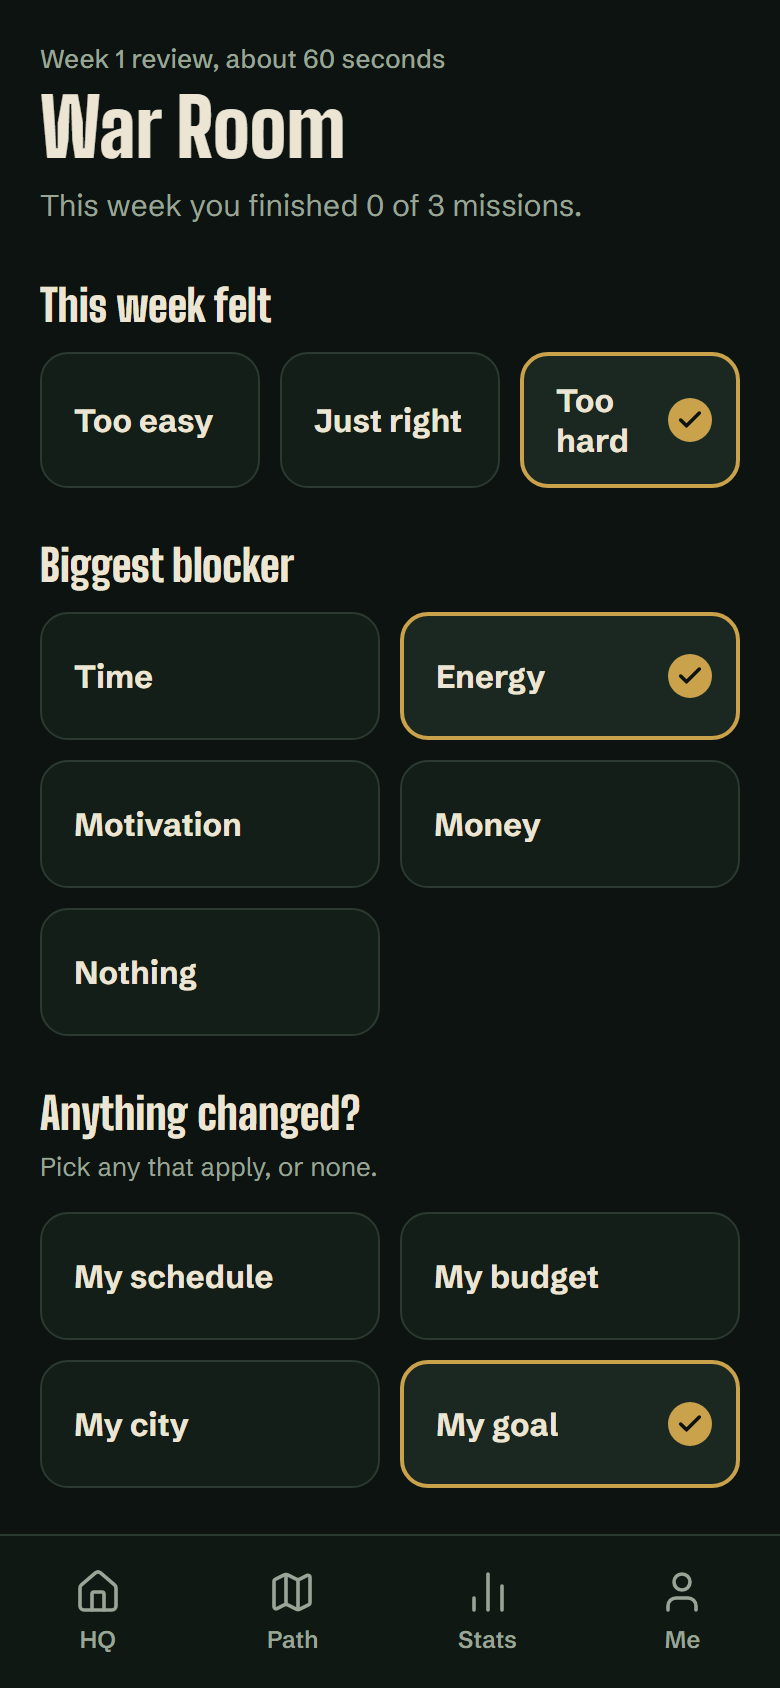 Week 1 review, about 60 seconds
War Room
This week you finished 0 of 3 missions.
This week felt
Too easy
Just right
Too
hard
Biggest blocker
Time
Energy
Motivation
Money
Nothing
Anything changed?
Pick any that apply, or none.
My schedule
My budget
My city
My goal
HQ
Path
Stats
Me